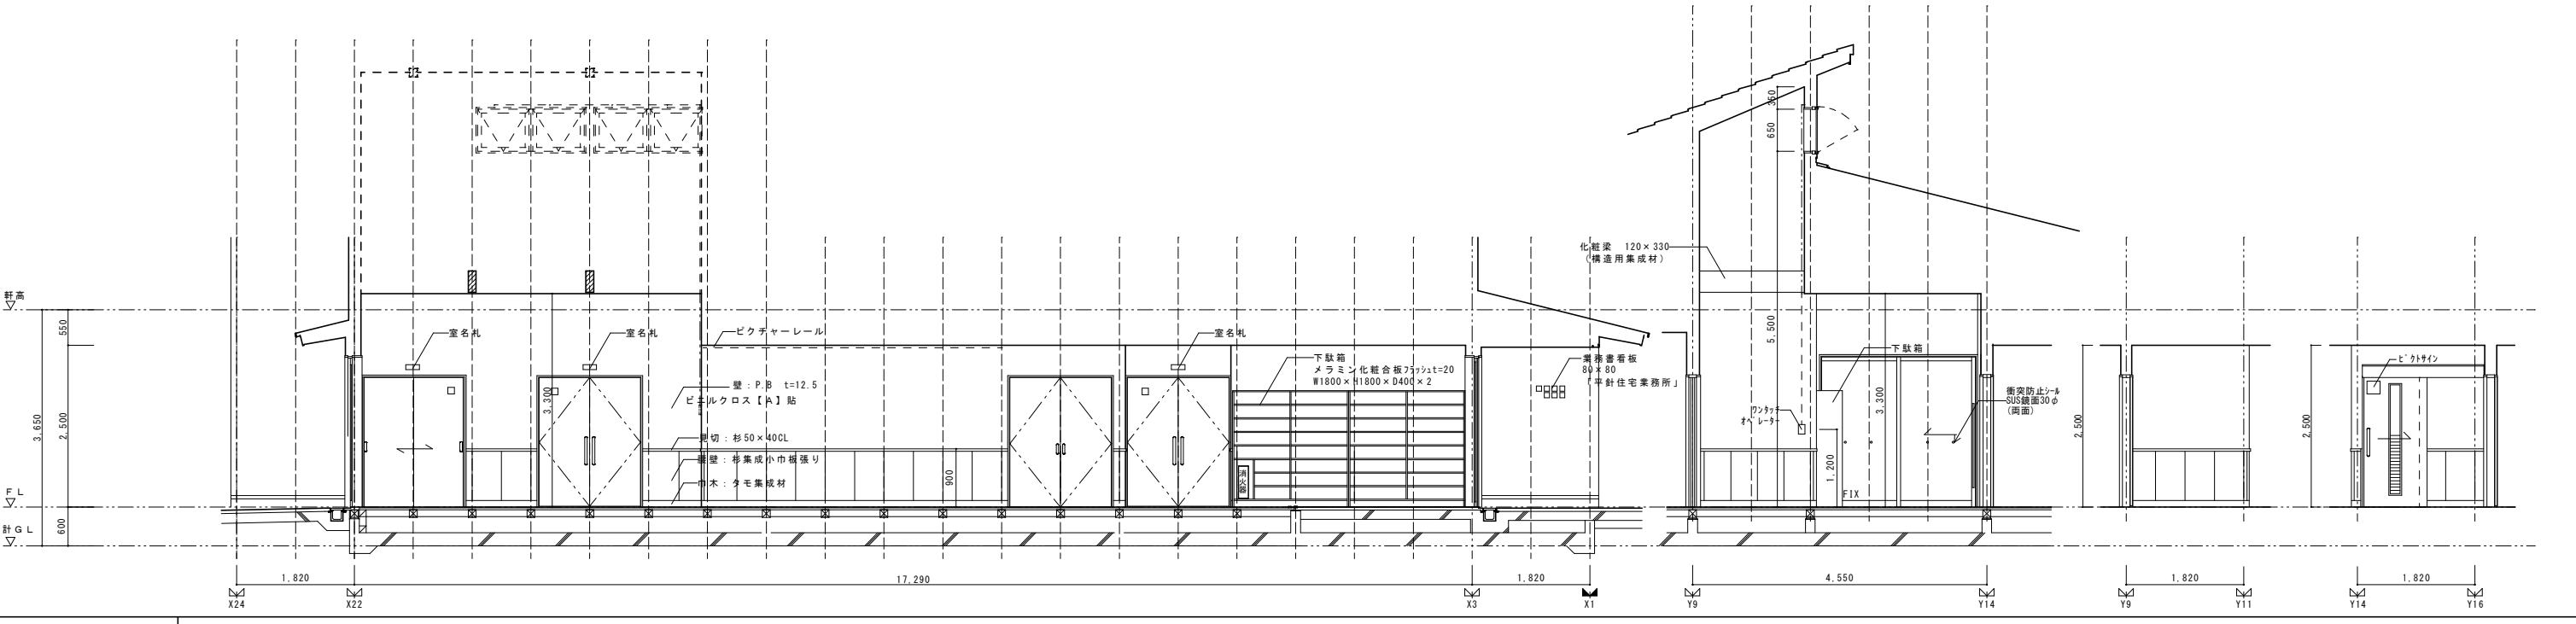 軒高
550
3,650
2,500
ＦＬ
600
計ＧＬ
室名札
室名札
ピクチャーレール
3,300
壁：P.B t=12.5
ビニルクロス【A】貼
見切：杉50×40CL
腰壁：杉集成小巾板張り
巾木：タモ集成材
900
室名札
下駄箱
メラミン化粧合板フラッシュt=20
W1800×H1800×D400×2
消火器
業務書看板
80×80
「平針住宅業務所」
化粧梁 120×330
(構造用集成材)
350
650
5,500
ワンタッチ
オペレーター
下駄箱
3,300
1,200
FIX
衝突防止シール
SUS鏡面30φ
(両面)
2,500
2,500
ピクトサイン
1,820
17,290
1,820
4,550
1,820
1,820
X24
X22
X3
X1
Y9
Y14
Y9
Y11
Y14
Y16